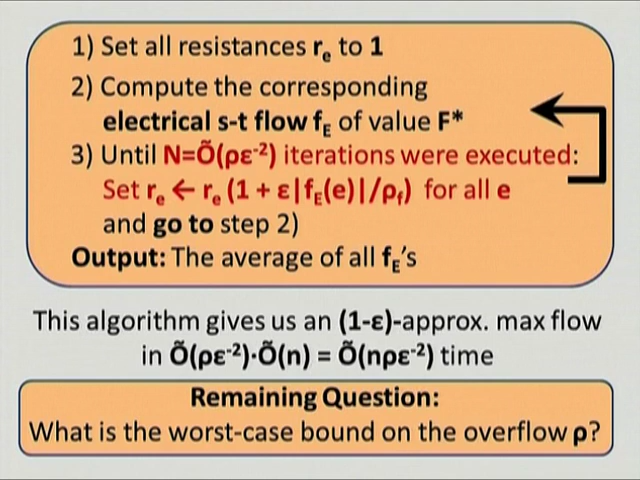 1) Set all resistances rₑ to 1
2) Compute the corresponding
electrical s-t flow f_E of value F*
3) Until N=Õ(ρε⁻²) iterations were executed:
Set rₑ ← rₑ (1 + ε|f_E(e)|/ρ_f) for all e
and go to step 2)
Output: The average of all f_E's
This algorithm gives us an (1-ε)-approx. max flow
in Õ(ρε⁻²)·Õ(n) = Õ(nρε⁻²) time
Remaining Question:
What is the worst-case bound on the overflow ρ?